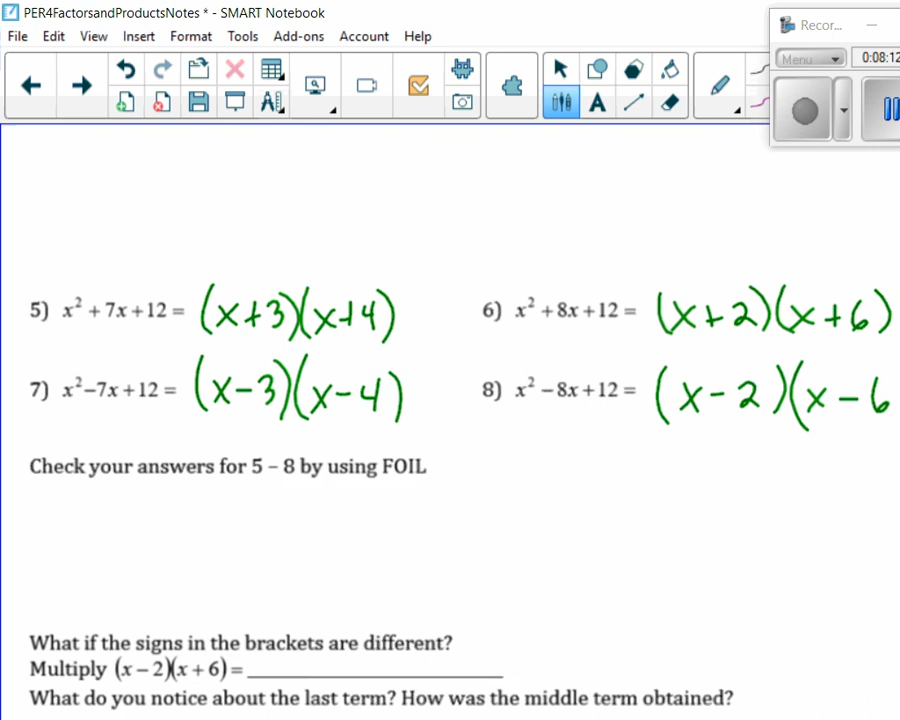 PER4FactorsandProductsNotes * - SMART Notebook
Recor...
File Edit View Insert Format Tools Add-ons Account Help
Menu 0:08:12
5) x² + 7x + 12 = (x+3)(x+4) 6) x² + 8x + 12 = (x+2)(x+6)
7) x² – 7x + 12 = (x-3)(x-4) 8) x² – 8x + 12 = (x-2)(x-6
Check your answers for 5 – 8 by using FOIL
What if the signs in the brackets are different?
Multiply (x – 2)(x + 6) = ______________________
What do you notice about the last term? How was the middle term obtained?